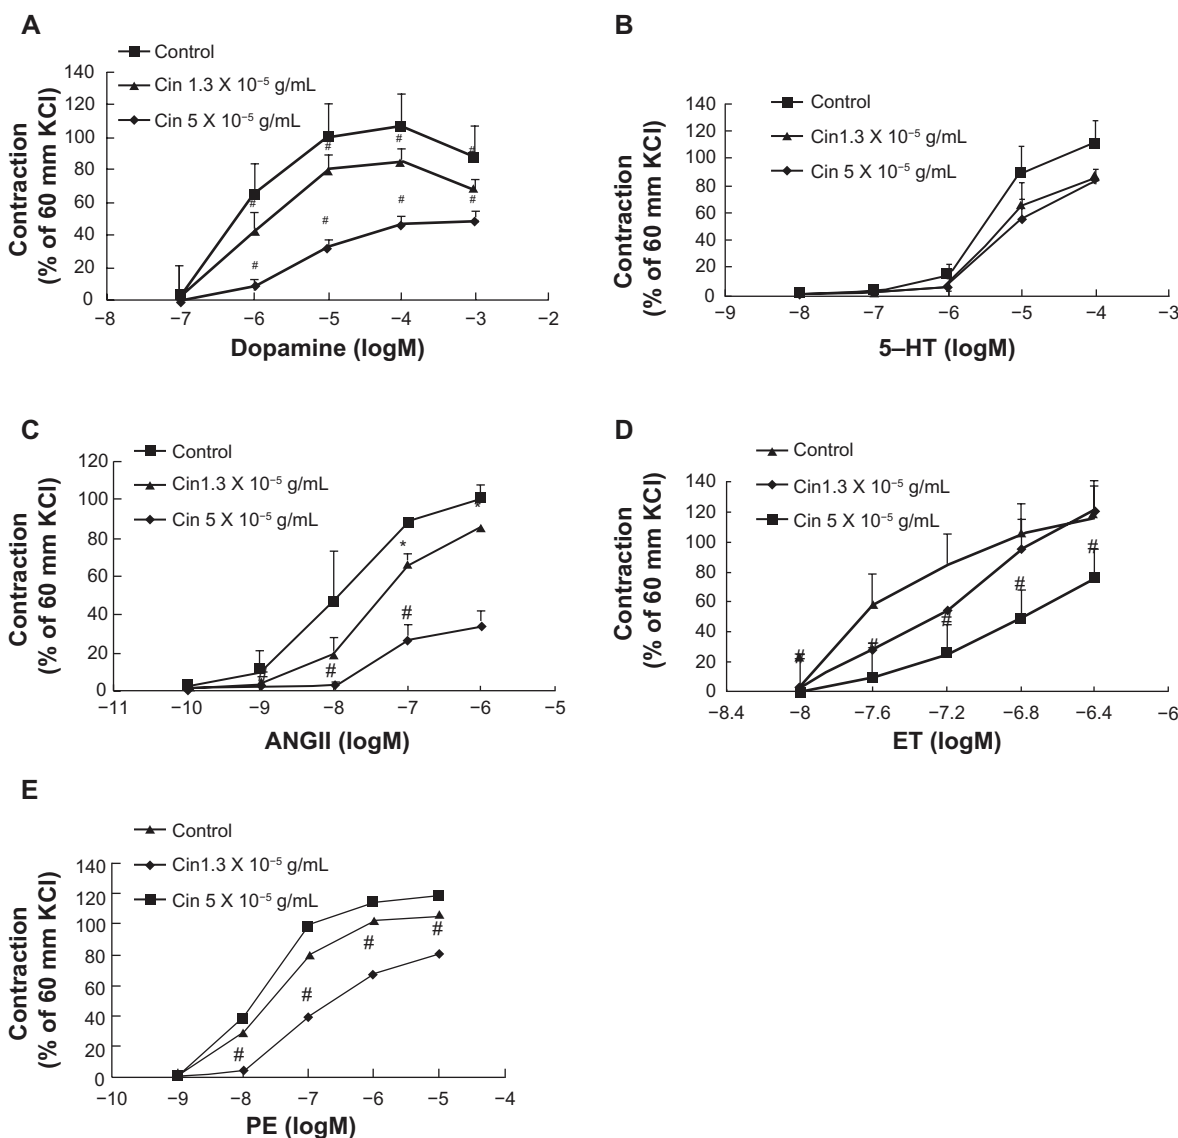 A
Control
Cin 1.3 X 10⁻⁵ g/mL
Cin 5 X 10⁻⁵ g/mL
Contraction
(% of 60 mm KCl)
140
120
100
80
60
40
20
0
# # #
# # # #
#
−8 −7 −6 −5 −4 −3 −2
Dopamine (logM)
B
Control
Cin1.3 X 10⁻⁵ g/mL
Cin 5 X 10⁻⁵ g/mL
Contraction
(% of 60 mm KCl)
140
120
100
80
60
40
20
0
−9 −8 −7 −6 −5 −4 −3
5–HT (logM)
C
Control
Cin1.3 X 10⁻⁵ g/mL
Cin 5 X 10⁻⁵ g/mL
Contraction
(% of 60 mm KCl)
120
100
80
60
40
20
0
*
*
#
# #
−11 −10 −9 −8 −7 −6 −5
ANGII (logM)
D
Control
Cin1.3 X 10⁻⁵ g/mL
Cin 5 X 10⁻⁵ g/mL
Contraction
(% of 60 mm KCl)
140
120
100
80
60
40
20
0
# # # # #
−8.4 −8 −7.6 −7.2 −6.8 −6.4 −6
ET (logM)
E
Control
Cin1.3 X 10⁻⁵ g/mL
Cin 5 X 10⁻⁵ g/mL
Contraction
(% of 60 mm KCl)
140
120
100
80
60
40
20
0
# # # #
−10 −9 −8 −7 −6 −5 −4
PE (logM)